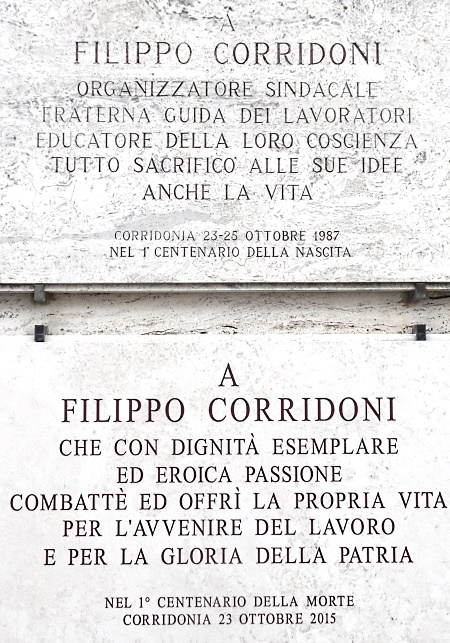 A
FILIPPO CORRIDONI
ORGANIZZATORE SINDACALE
FRATERNA GUIDA DEI LAVORATORI
EDUCATORE DELLA LORO COSCIENZA
TUTTO SACRIFICO' ALLE SUE IDEE
ANCHE LA VITA
CORRIDONIA 23-25 OTTOBRE 1987
NEL 1° CENTENARIO DELLA NASCITA
A
FILIPPO CORRIDONI
CHE CON DIGNITÀ ESEMPLARE
ED EROICA PASSIONE
COMBATTÈ ED OFFRÌ LA PROPRIA VITA
PER L'AVVENIRE DEL LAVORO
E PER LA GLORIA DELLA PATRIA
NEL 1° CENTENARIO DELLA MORTE
CORRIDONIA 23 OTTOBRE 2015